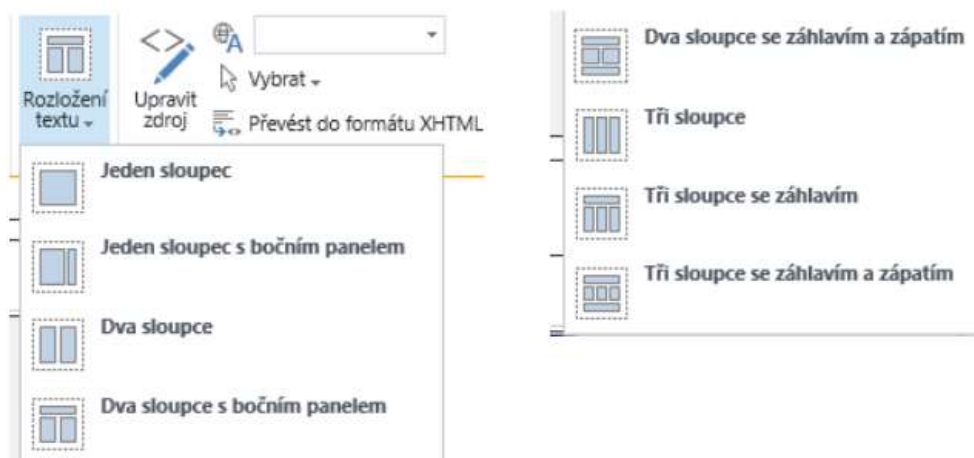 Rozložení
textu
Upravit
zdroj
Vybrat
Převést do formátu XHTML
Jeden sloupec
Jeden sloupec s bočním panelem
Dva sloupce
Dva sloupce s bočním panelem
Dva sloupce se záhlavím a zápatím
Tři sloupce
Tři sloupce se záhlavím
Tři sloupce se záhlavím a zápatím